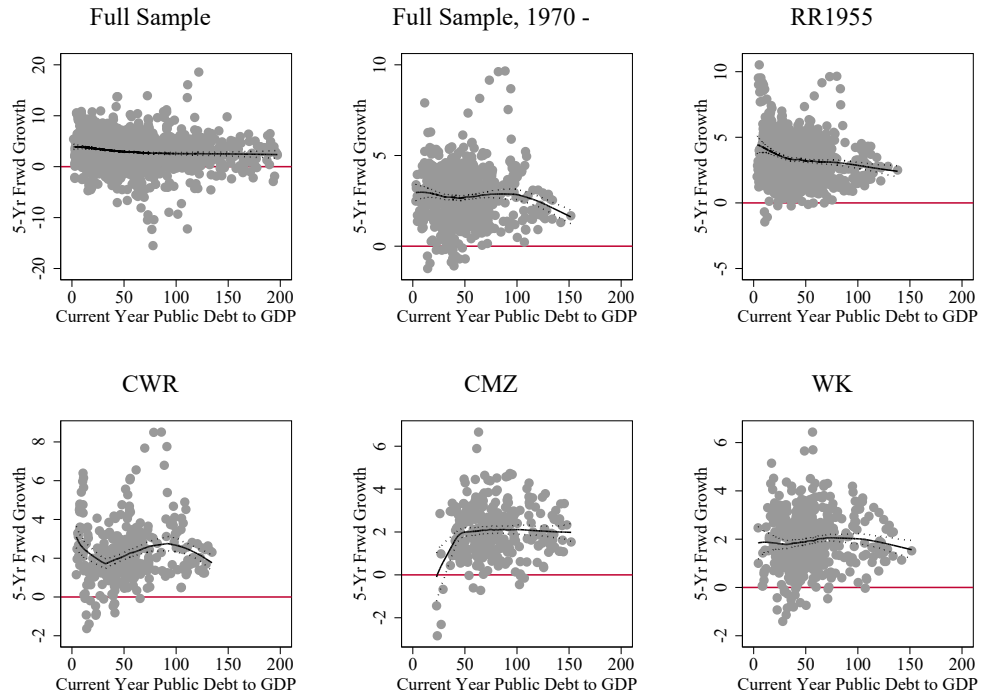 Full Sample
Full Sample, 1970 -
RR1955
5-Yr Frwd Growth
20
10
0
-10
-20
0 50 100 150 200
Current Year Public Debt to GDP
5-Yr Frwd Growth
10
5
0
0 50 100 150 200
Current Year Public Debt to GDP
5-Yr Frwd Growth
10
5
0
-5
0 50 100 150 200
Current Year Public Debt to GDP
CWR
CMZ
WK
5-Yr Frwd Growth
8
6
4
2
0
-2
0 50 100 150 200
Current Year Public Debt to GDP
5-Yr Frwd Growth
6
4
2
0
-2
0 50 100 150 200
Current Year Public Debt to GDP
5-Yr Frwd Growth
6
4
2
0
-2
0 50 100 150 200
Current Year Public Debt to GDP